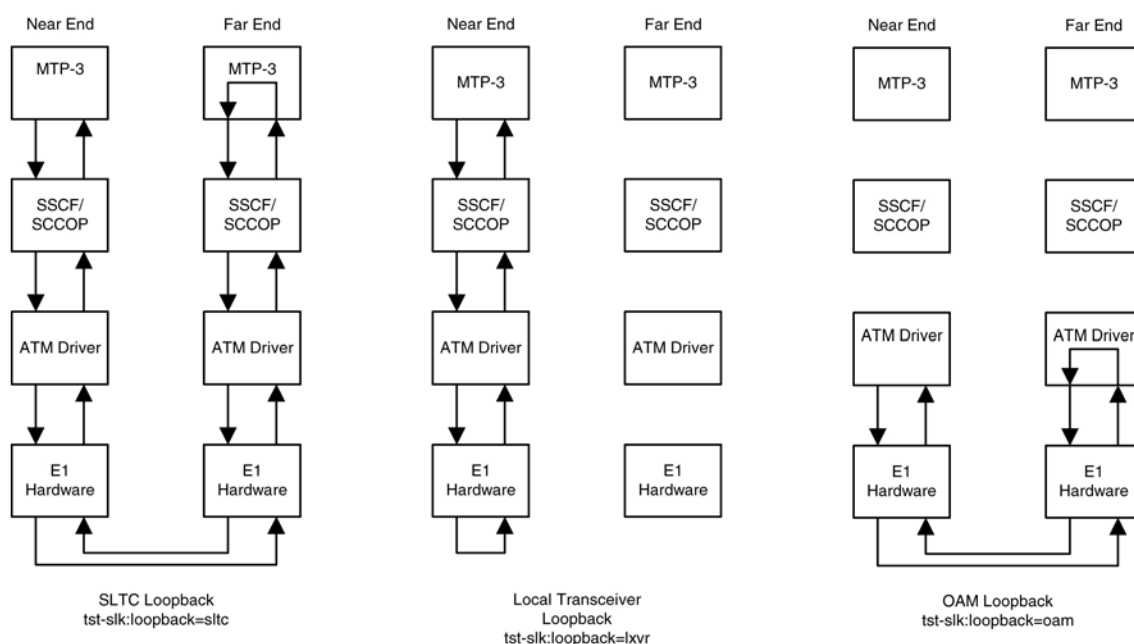 Near End
Far End
MTP-3
MTP-3
SSCF/
SCCOP
SSCF/
SCCOP
ATM Driver
ATM Driver
E1
Hardware
E1
Hardware
SLTC Loopback
tst-slk:loopback=sltc
Near End
Far End
MTP-3
MTP-3
SSCF/
SCCOP
SSCF/
SCCOP
ATM Driver
ATM Driver
E1
Hardware
E1
Hardware
Local Transceiver
Loopback
tst-slk:loopback=lxvr
Near End
Far End
MTP-3
MTP-3
SSCF/
SCCOP
SSCF/
SCCOP
ATM Driver
ATM Driver
E1
Hardware
E1
Hardware
OAM Loopback
tst-slk:loopback=oam